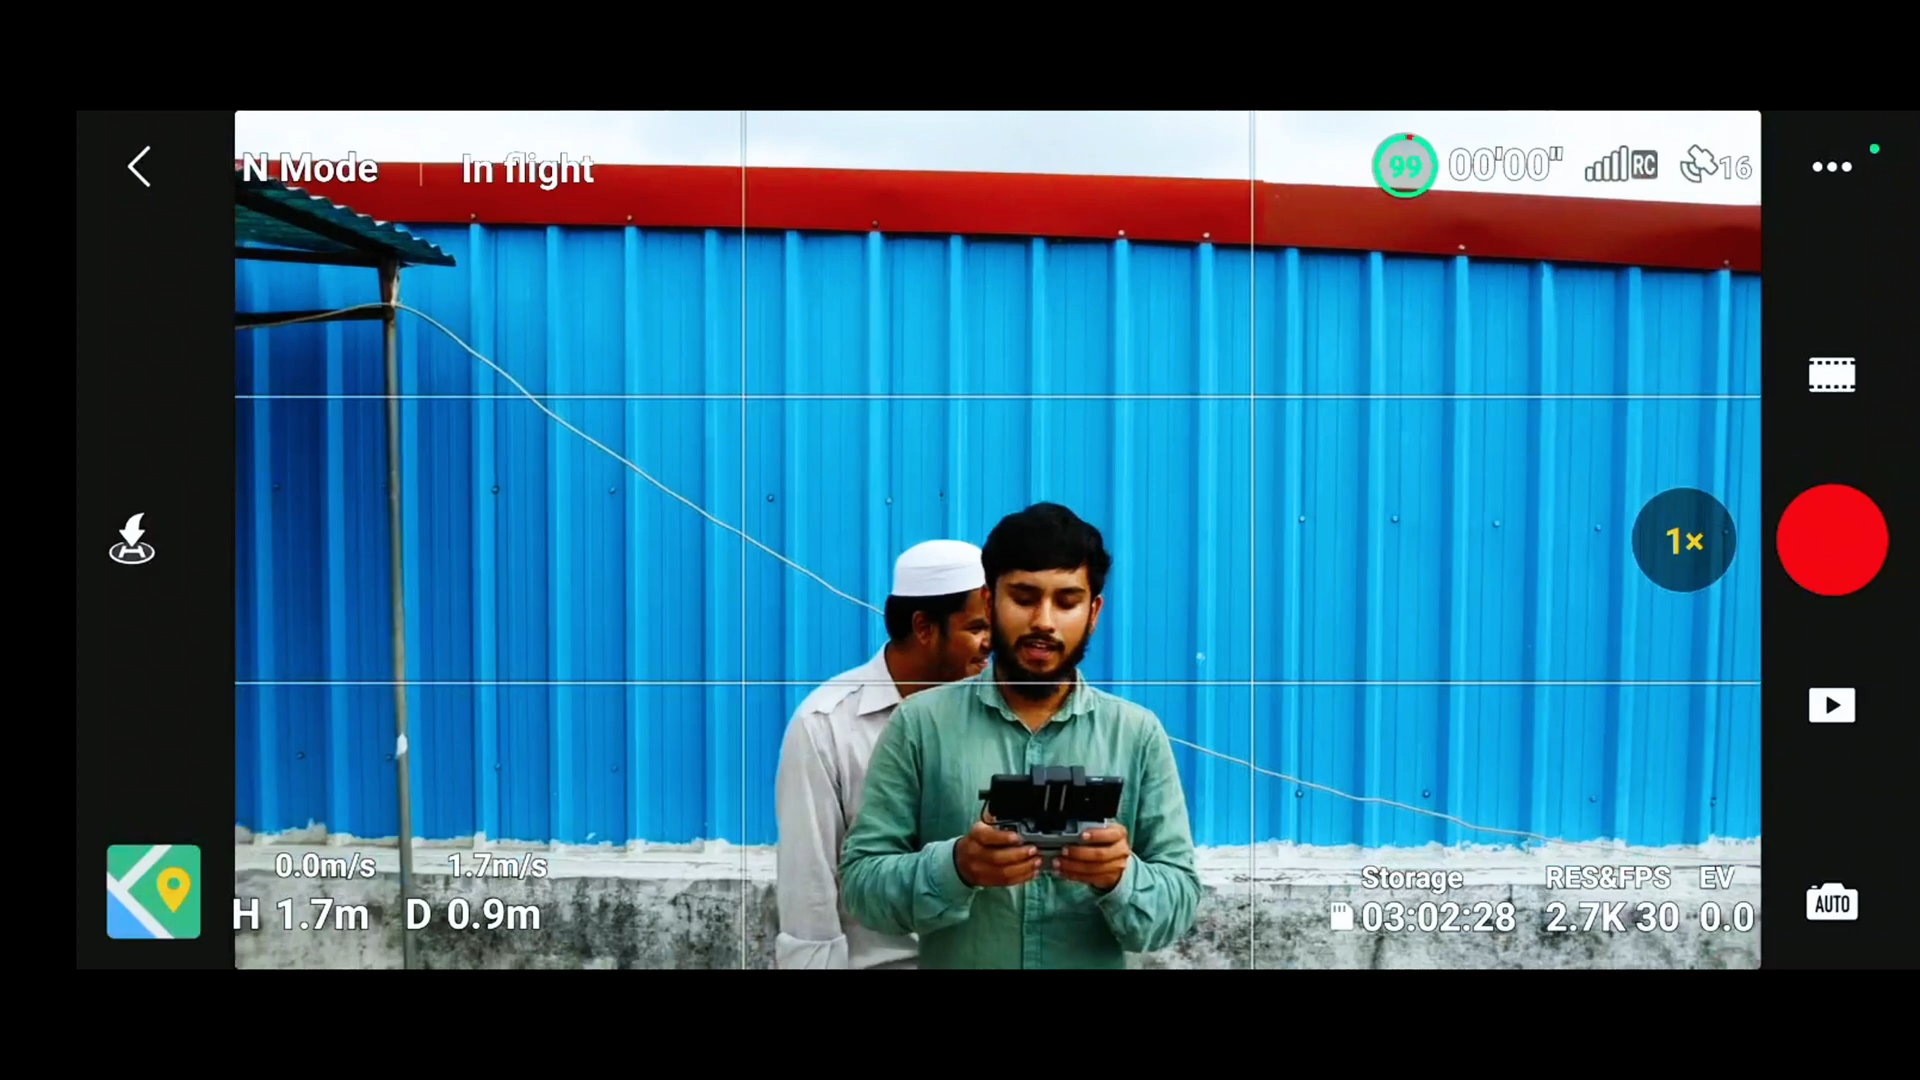 N Mode | In flight 99 00'00" RC 16
1×
0.0m/s 1.7m/s
H 1.7m D 0.9m
Storage RES&FPS EV
03:02:28 2.7K 30 0.0
AUTO